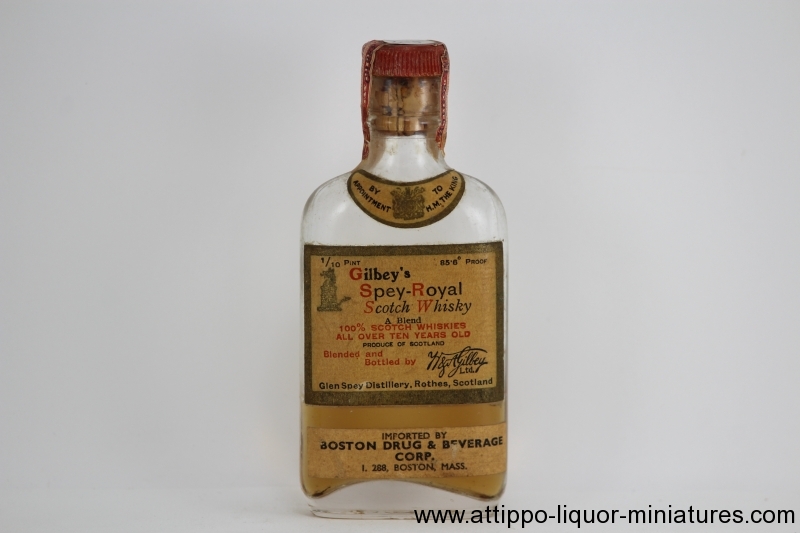 BY APPOINTMENT TO H.M. THE KING
1/10 PINT 85·8° PROOF
Gilbey's
Spey-Royal
Scotch Whisky
A Blend
100% SCOTCH WHISKIES
ALL OVER TEN YEARS OLD
PRODUCE OF SCOTLAND
Blended and
Bottled by W&A Gilbey
Ltd.
Glen Spey Distillery, Rothes, Scotland
IMPORTED BY
BOSTON DRUG & BEVERAGE
CORP.
I. 288, BOSTON, MASS.
www.attippo-liquor-miniatures.com